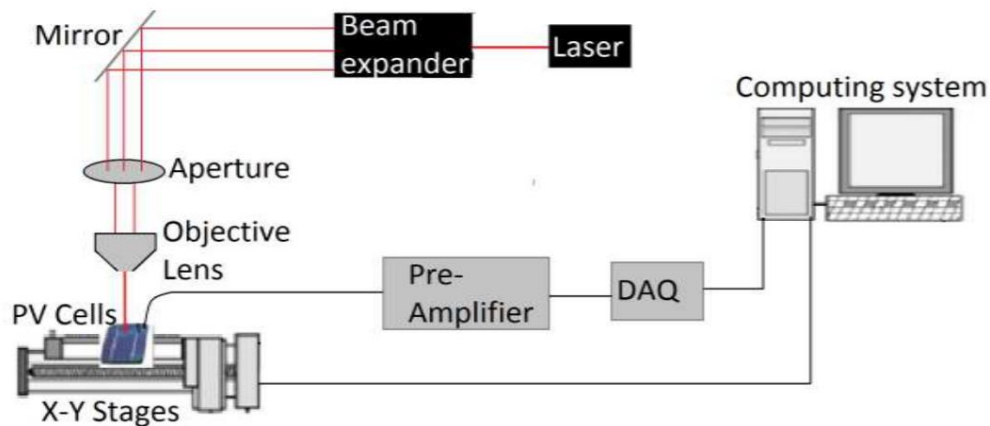 Mirror
Beam
expander
Laser
Computing system
Aperture
Objective
Lens
Pre-
Amplifier
DAQ
PV Cells
X-Y Stages